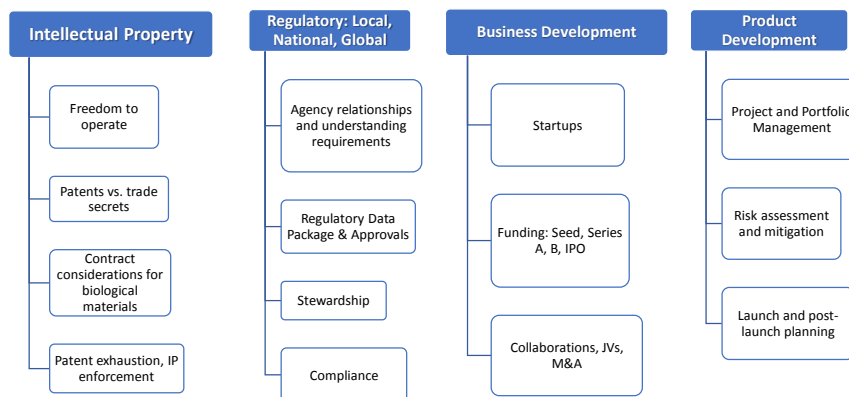 Intellectual Property
Freedom to
operate
Patents vs. trade
secrets
Contract
considerations for
biological
materials
Patent exhaustion, IP
enforcement
Regulatory: Local,
National, Global
Agency relationships
and understanding
requirements
Regulatory Data
Package & Approvals
Stewardship
Compliance
Business Development
Startups
Funding: Seed, Series
A, B, IPO
Collaborations, JVs,
M&A
Product
Development
Project and Portfolio
Management
Risk assessment
and mitigation
Launch and post-
launch planning